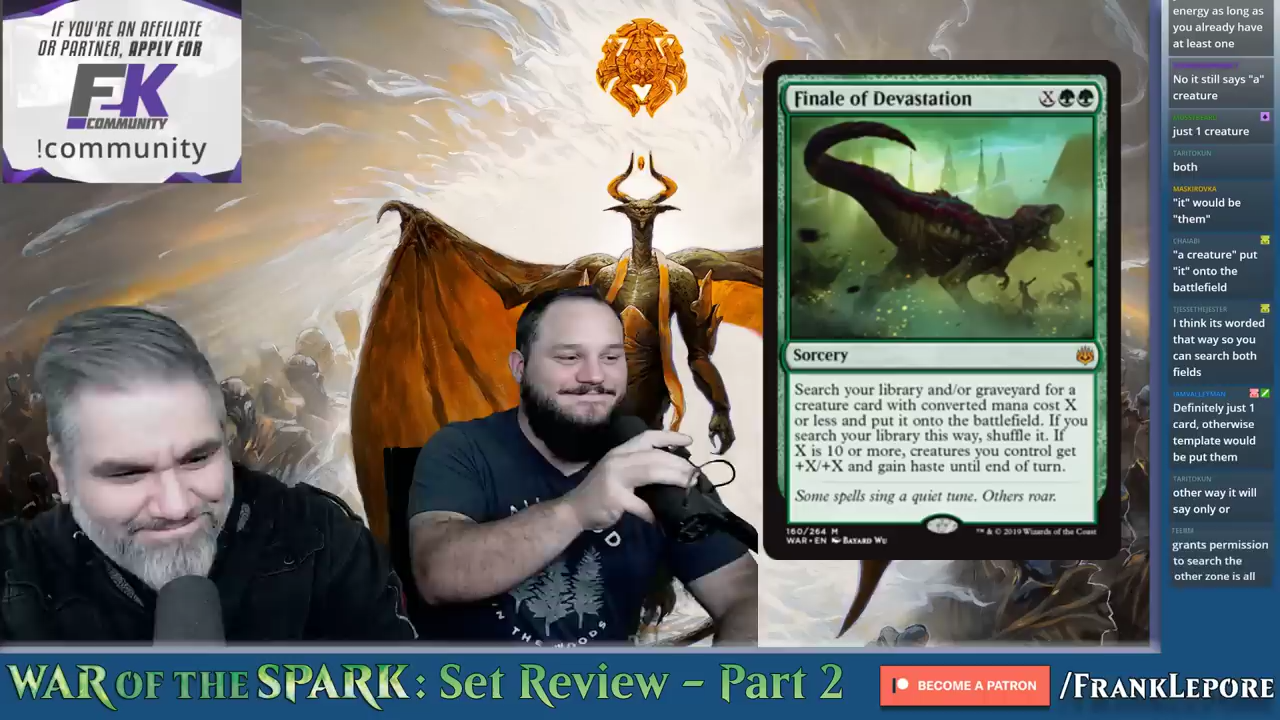 IF YOU'RE AN AFFILIATE
OR PARTNER, APPLY FOR
FK
COMMUNITY
!community
Finale of Devastation
X
Sorcery
Search your library and/or graveyard for a
creature card with converted mana cost X
or less and put it onto the battlefield. If you
search your library this way, shuffle it. If
X is 10 or more, creatures you control get
+X/+X and gain haste until end of turn.
Some spells sing a quiet tune. Others roar.
160/264 M
WAR • EN BAYARD WU
™ & © 2019 Wizards of the Coast
energy as long as
you already have
at least one
No it still says "a"
creature
just 1 creature
TARITOKUN
both
MASKIROVKA
"it" would be
"them"
CHAIABI
"a creature" put
"it" onto the
battlefield
TJESSTHEJESTER
I think its worded
that way so you
can search both
fields
IAMVALLEYMAN
Definitely just 1
card, otherwise
template would
be put them
TARITOKUN
other way it will
say only or
grants permission
to search the
other zone is all
IN THE WOODS
WAR OF THE SPARK: Set Review - Part 2
BECOME A PATRON
/FRANKLEPORE